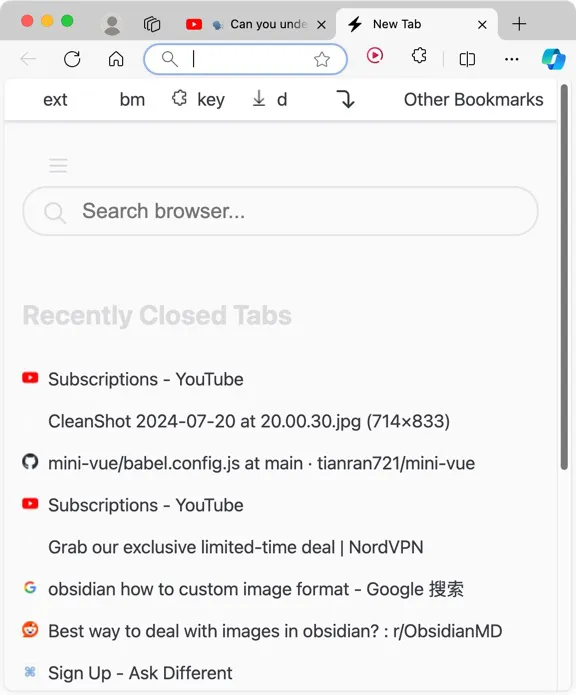 Can you unde
New Tab
ext
bm
key
d
Other Bookmarks
Search browser...
Recently Closed Tabs
Subscriptions - YouTube
CleanShot 2024-07-20 at 20.00.30.jpg (714×833)
mini-vue/babel.config.js at main · tianran721/mini-vue
Subscriptions - YouTube
Grab our exclusive limited-time deal | NordVPN
obsidian how to custom image format - Google 搜索
Best way to deal with images in obsidian? : r/ObsidianMD
Sign Up - Ask Different